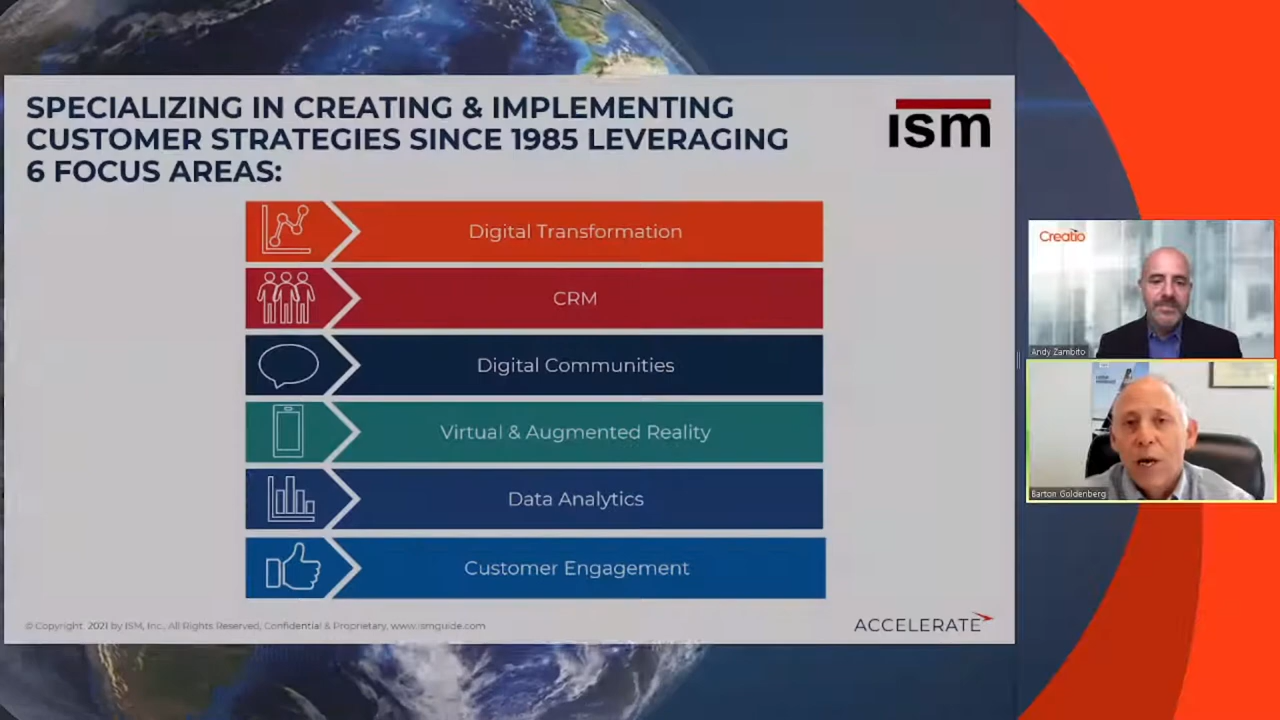 SPECIALIZING IN CREATING & IMPLEMENTING
CUSTOMER STRATEGIES SINCE 1985 LEVERAGING
6 FOCUS AREAS:
ism
Digital Transformation
CRM
Digital Communities
Virtual & Augmented Reality
Data Analytics
Customer Engagement
© Copyright. 2021 by ISM, Inc., All Rights Reserved, Confidential & Proprietary, www.ismguide.com
ACCELERATE
Creatio
Andy Zambito
Barton Goldenberg